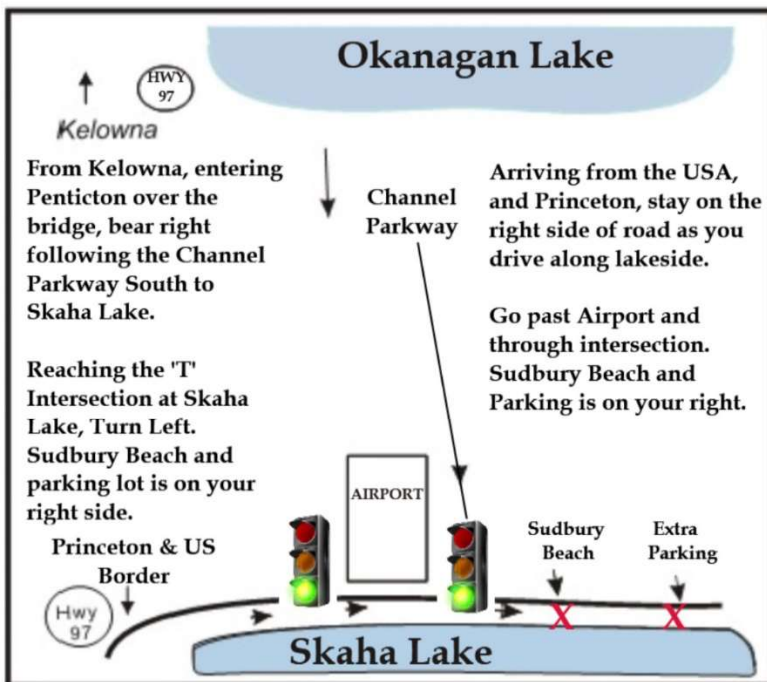 Okanagan Lake
HWY
97
Kelowna
From Kelowna, entering
Penticton over the
bridge, bear right
following the Channel
Parkway South to
Skaha Lake.
Reaching the 'T'
Intersection at Skaha
Lake, Turn Left.
Sudbury Beach and
parking lot is on your
right side.
Channel
Parkway
Arriving from the USA,
and Princeton, stay on the
right side of road as you
drive along lakeside.
Go past Airport and
through intersection.
Sudbury Beach and
Parking is on your right.
AIRPORT
Princeton & US
Border
Hwy
97
Sudbury
Beach
Extra
Parking
X
X
Skaha Lake